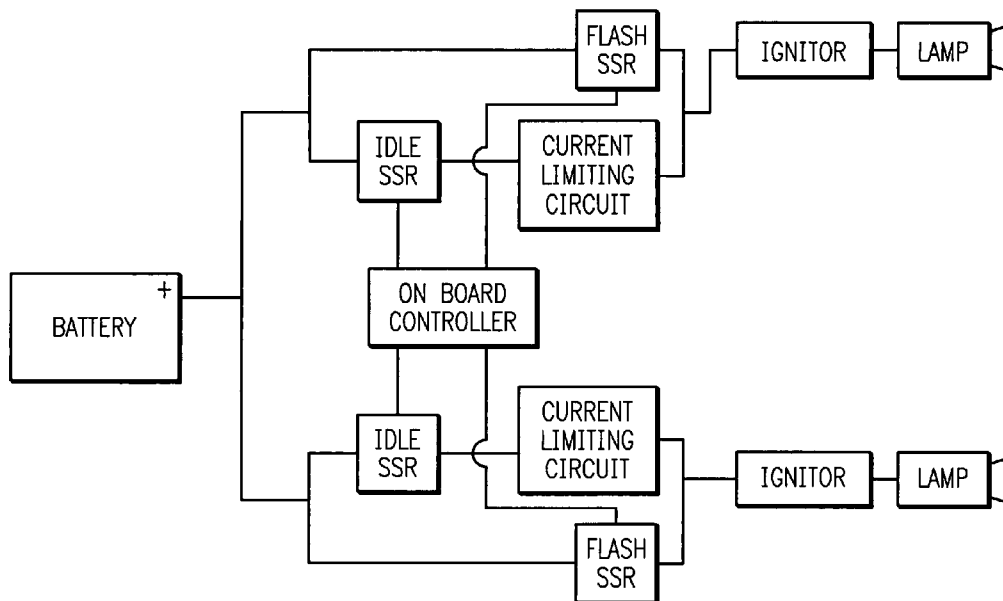 FLASH
SSR
IGNITOR
LAMP
IDLE
SSR
CURRENT
LIMITING
CIRCUIT
+
BATTERY
ON BOARD
CONTROLLER
IDLE
SSR
CURRENT
LIMITING
CIRCUIT
IGNITOR
LAMP
FLASH
SSR